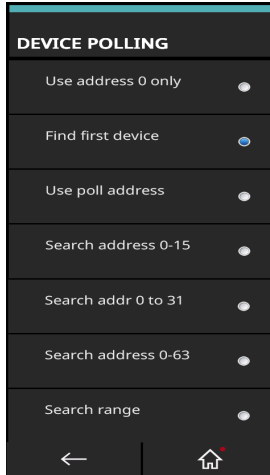 DEVICE POLLING
Use address 0 only
Find first device
Use poll address
Search address 0-15
Search addr 0 to 31
Search address 0-63
Search range